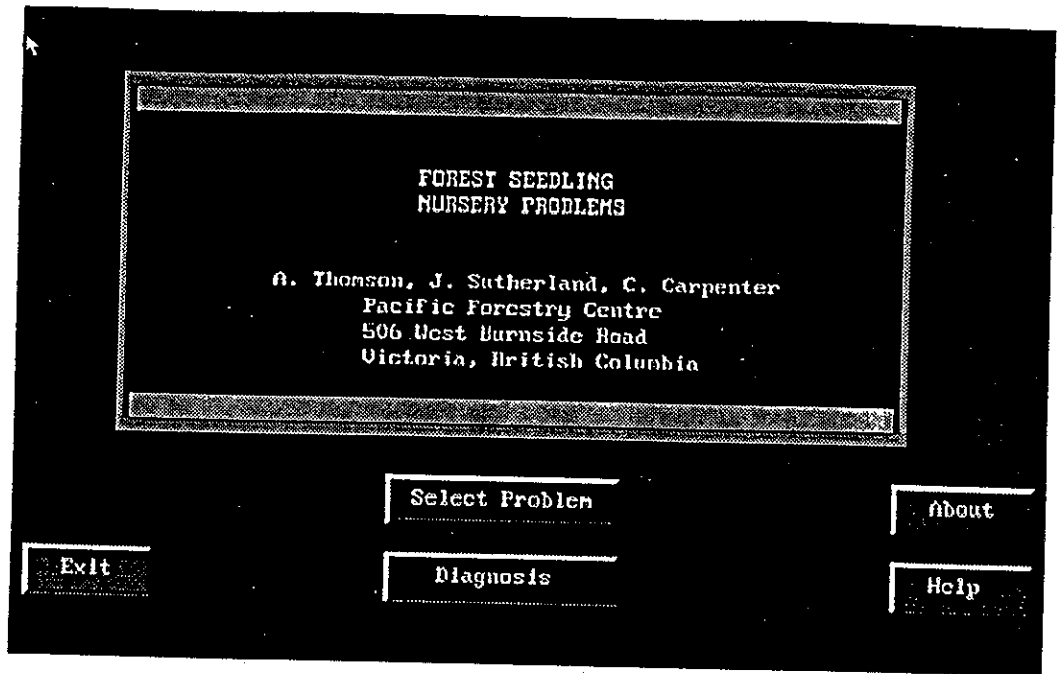 FOREST SEEDLING
NURSERY PROBLEMS
A. Thomson, J. Sutherland, C. Carpenter
Pacific Forestry Centre
506 West Burnside Road
Victoria, British Columbia
Select Problem
About
Exit
Diagnosis
Help